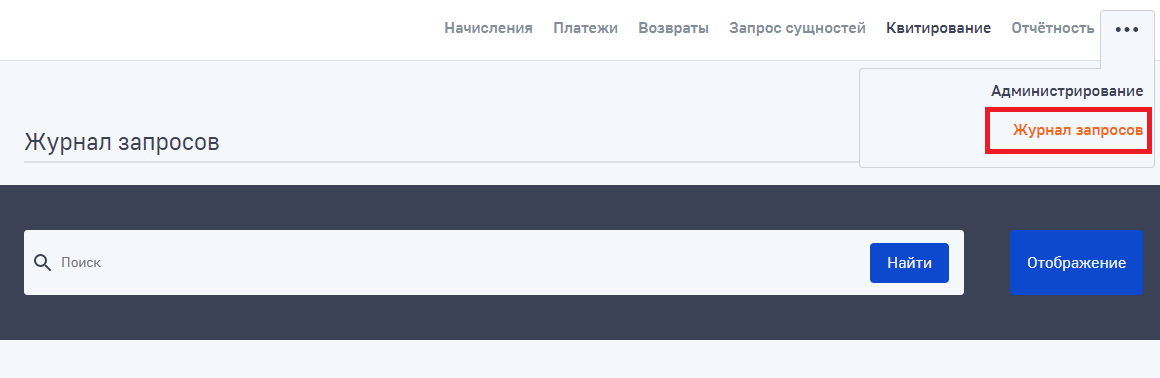 Начисления Платежи Возвраты Запрос сущностей Квитирование Отчётность •••
Администрирование
Журнал запросов
Журнал запросов
Поиск Найти Отображение